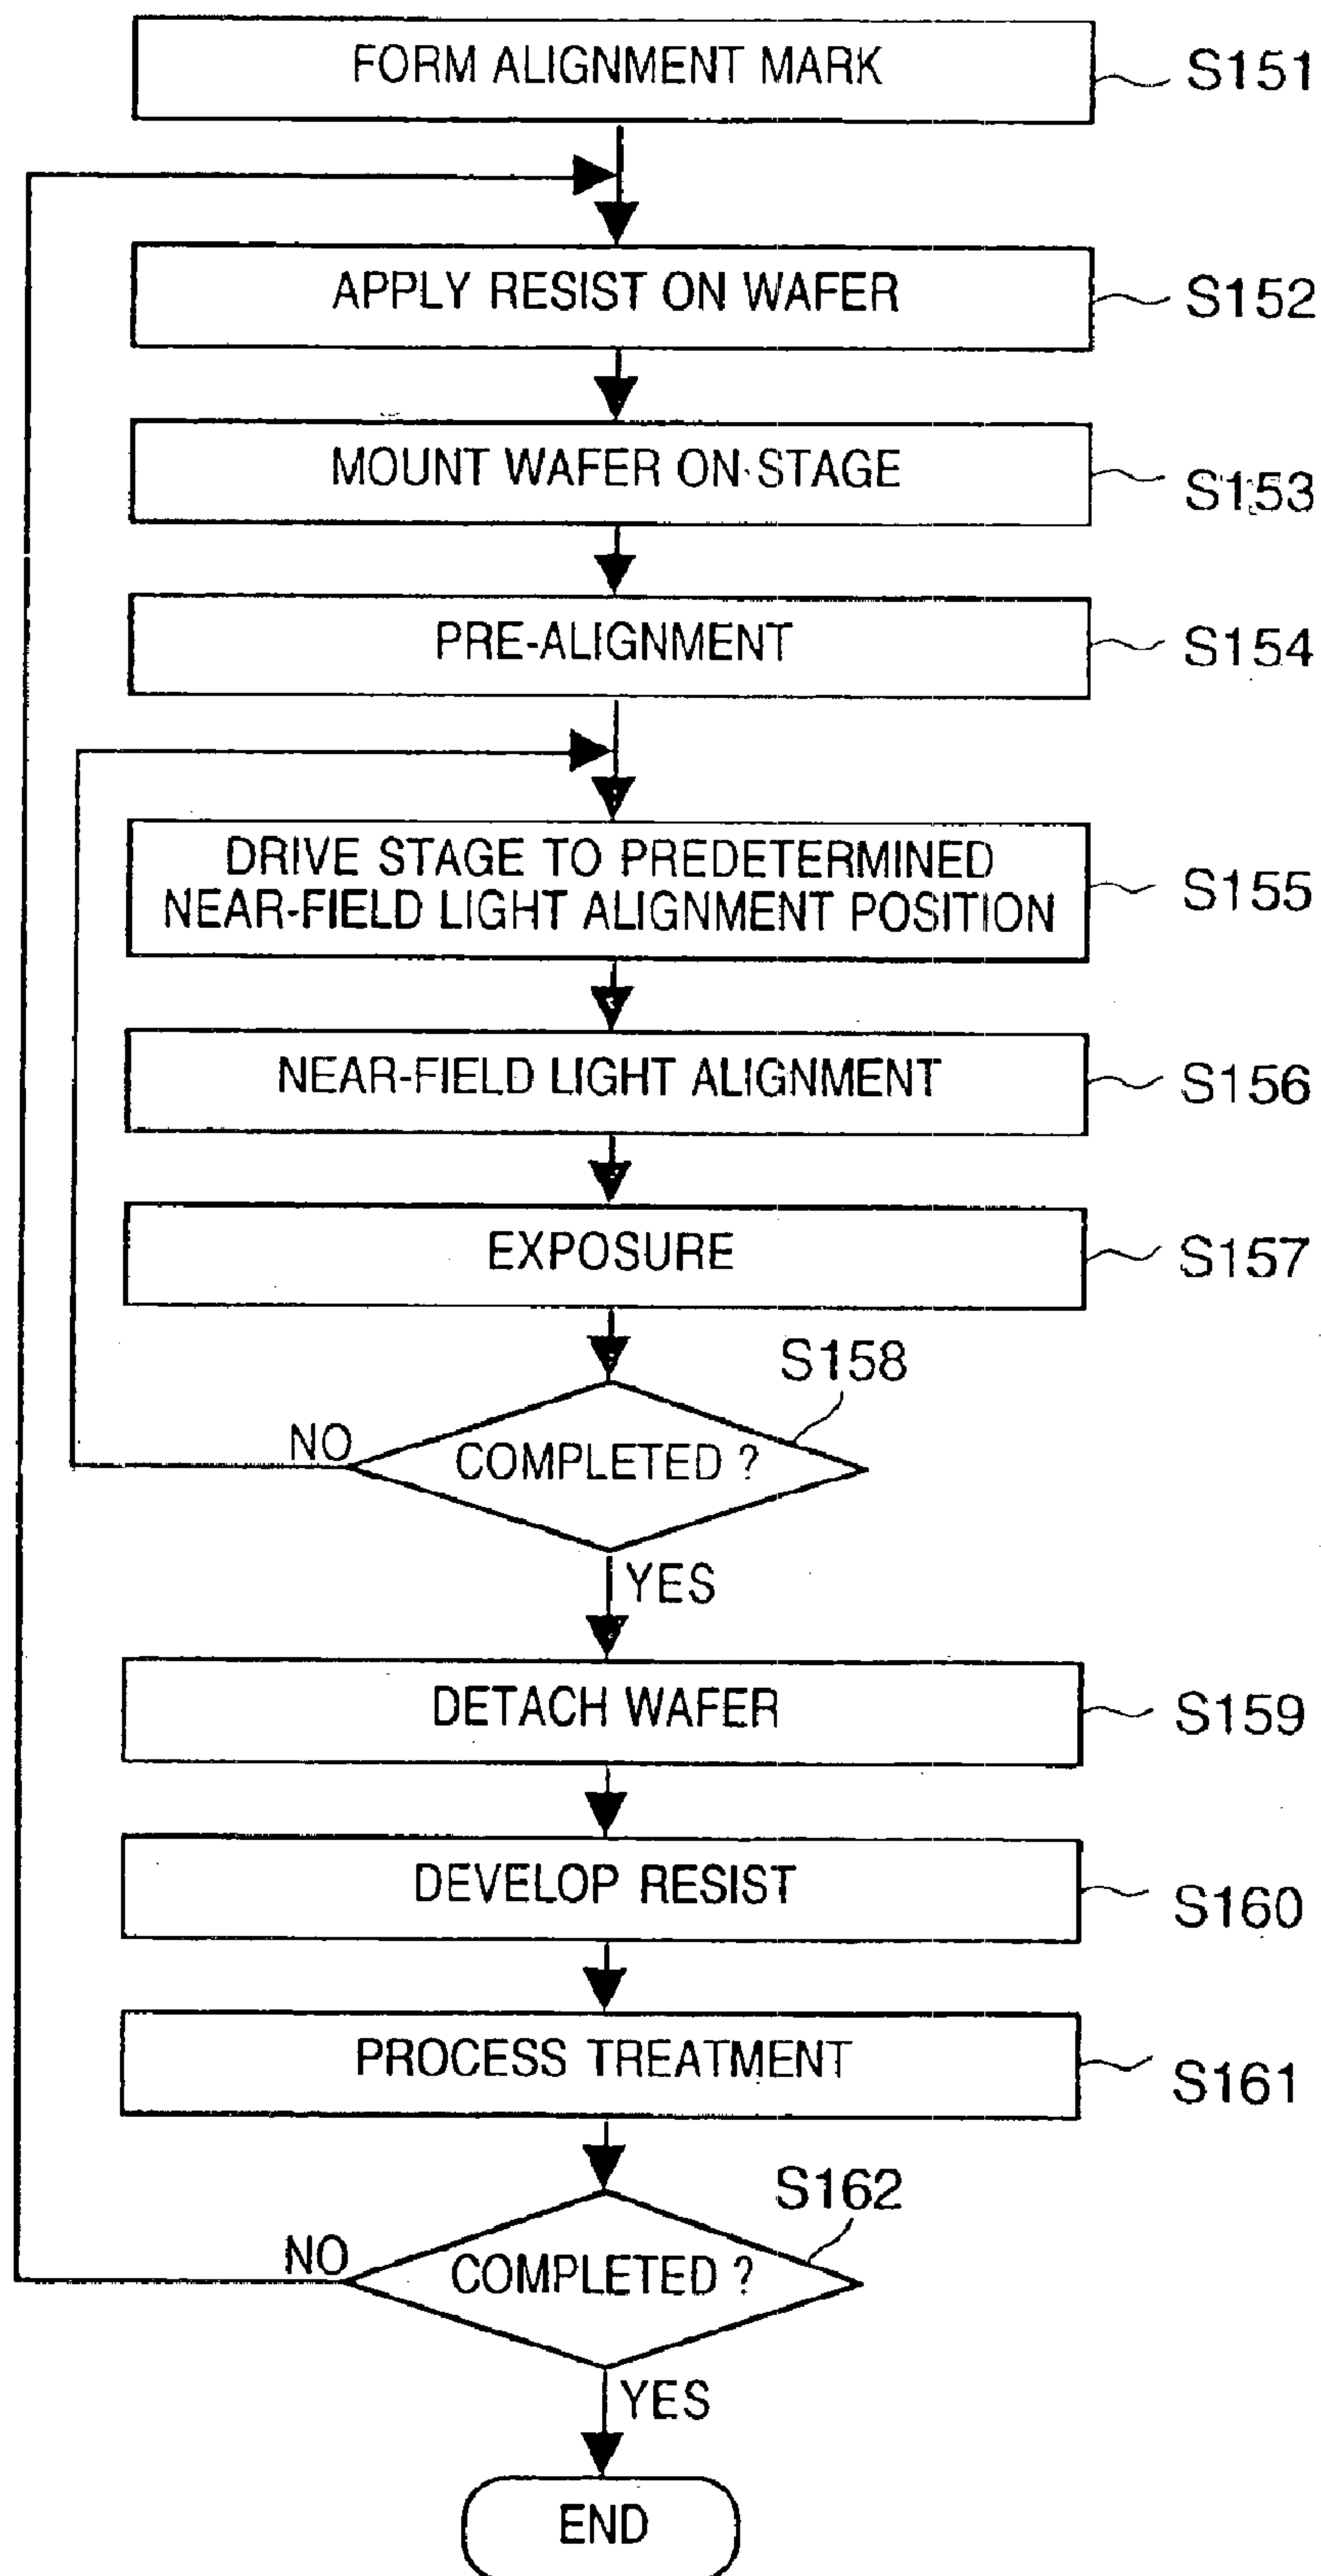 FORM ALIGNMENT MARK
S151
APPLY RESIST ON WAFER
S152
MOUNT WAFER ON STAGE
S153
PRE-ALIGNMENT
S154
DRIVE STAGE TO PREDETERMINED
NEAR-FIELD LIGHT ALIGNMENT POSITION
S155
NEAR-FIELD LIGHT ALIGNMENT
S156
EXPOSURE
S157
S158
NO
COMPLETED ?
YES
DETACH WAFER
S159
DEVELOP RESIST
S160
PROCESS TREATMENT
S161
S162
NO
COMPLETED ?
YES
END